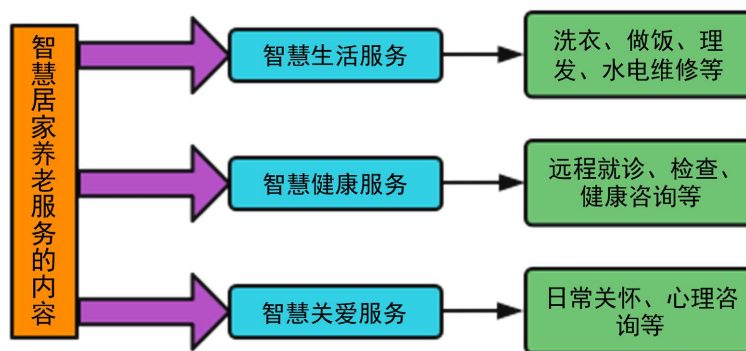 智慧居家养老服务的内容
智慧生活服务
洗衣、做饭、理
发、水电维修等
智慧健康服务
远程就诊、检查、
健康咨询等
智慧关爱服务
日常关怀、心理咨
询等